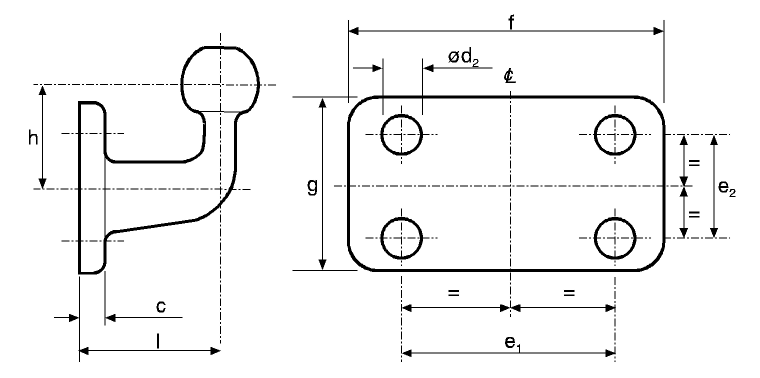 f
ød₂
℄
h
g
=
e₂
=
c
=
=
l
e₁